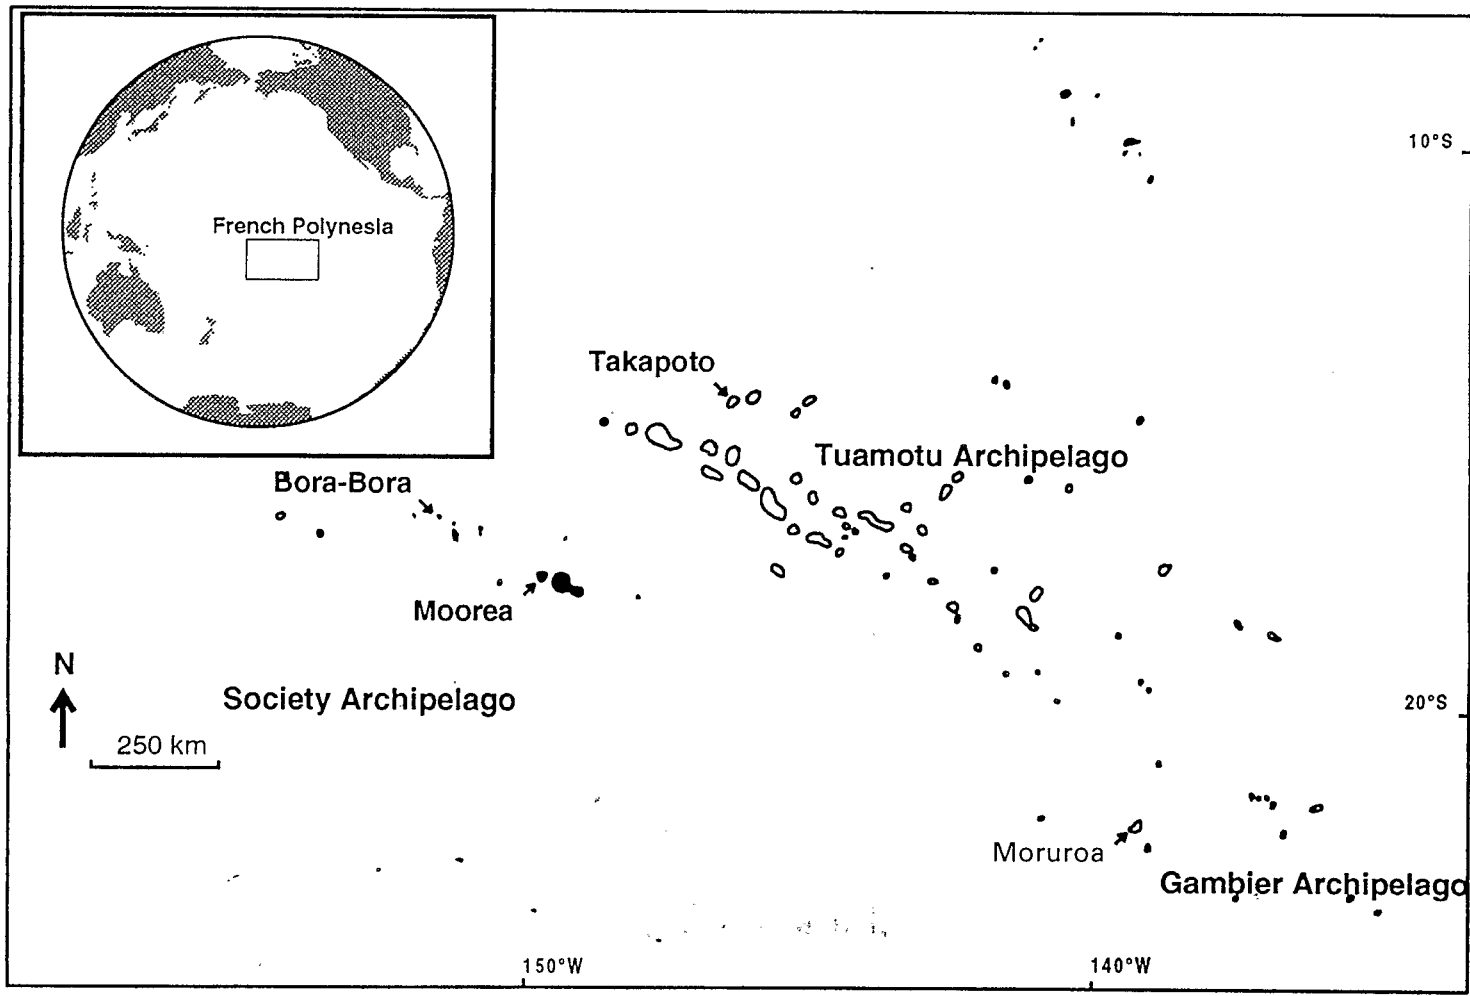 French Polynesia
10°S
Takapoto
Tuamotu Archipelago
Bora-Bora
Moorea
N
Society Archipelago
20°S
250 km
Moruroa
Gambier Archipelago
150°W
140°W